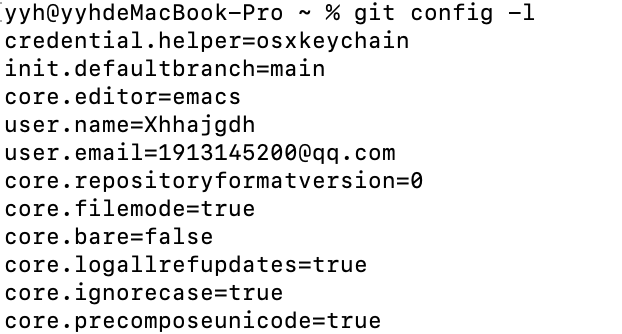 yyh@yyhdeMacBook-Pro ~ % git config -l
credential.helper=osxkeychain
init.defaultbranch=main
core.editor=emacs
user.name=Xhhajgdh
user.email=1913145200@qq.com
core.repositoryformatversion=0
core.filemode=true
core.bare=false
core.logallrefupdates=true
core.ignorecase=true
core.precomposeunicode=true